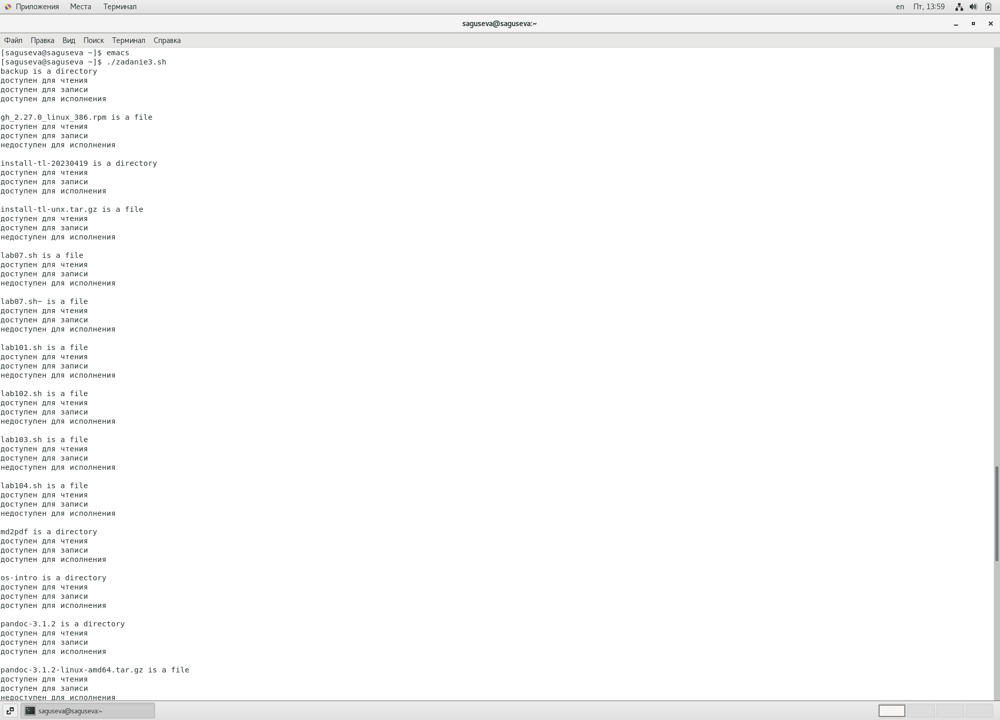 Приложения Места Терминал en Пт, 13:59
saguseva@saguseva:~
Файл Правка Вид Поиск Терминал Справка
[saguseva@saguseva ~]$ emacs
[saguseva@saguseva ~]$ ./zadanie3.sh
backup is a directory
доступен для чтения
доступен для записи
доступен для исполнения
gh_2.27.0_linux_386.rpm is a file
доступен для чтения
доступен для записи
недоступен для исполнения
install-tl-20230419 is a directory
доступен для чтения
доступен для записи
доступен для исполнения
install-tl-unx.tar.gz is a file
доступен для чтения
доступен для записи
недоступен для исполнения
lab07.sh is a file
доступен для чтения
доступен для записи
недоступен для исполнения
lab07.sh~ is a file
доступен для чтения
доступен для записи
недоступен для исполнения
lab101.sh is a file
доступен для чтения
доступен для записи
недоступен для исполнения
lab102.sh is a file
доступен для чтения
доступен для записи
недоступен для исполнения
lab103.sh is a file
доступен для чтения
доступен для записи
недоступен для исполнения
lab104.sh is a file
доступен для чтения
доступен для записи
недоступен для исполнения
md2pdf is a directory
доступен для чтения
доступен для записи
доступен для исполнения
os-intro is a directory
доступен для чтения
доступен для записи
доступен для исполнения
pandoc-3.1.2 is a directory
доступен для чтения
доступен для записи
доступен для исполнения
pandoc-3.1.2-linux-amd64.tar.gz is a file
доступен для чтения
доступен для записи
недоступен для исполнения
saguseva@saguseva:~